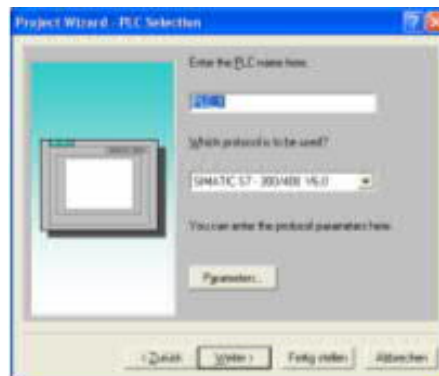 Project Wizard - PLC Selection
Enter the PLC name here.
PLC_1
Which protocol is to be used?
SIMATIC S7 - 300/400 V6.0
You can enter the protocol parameters here.
Parameters...
< Zurück
Weiter >
Fertig stellen
Abbrechen